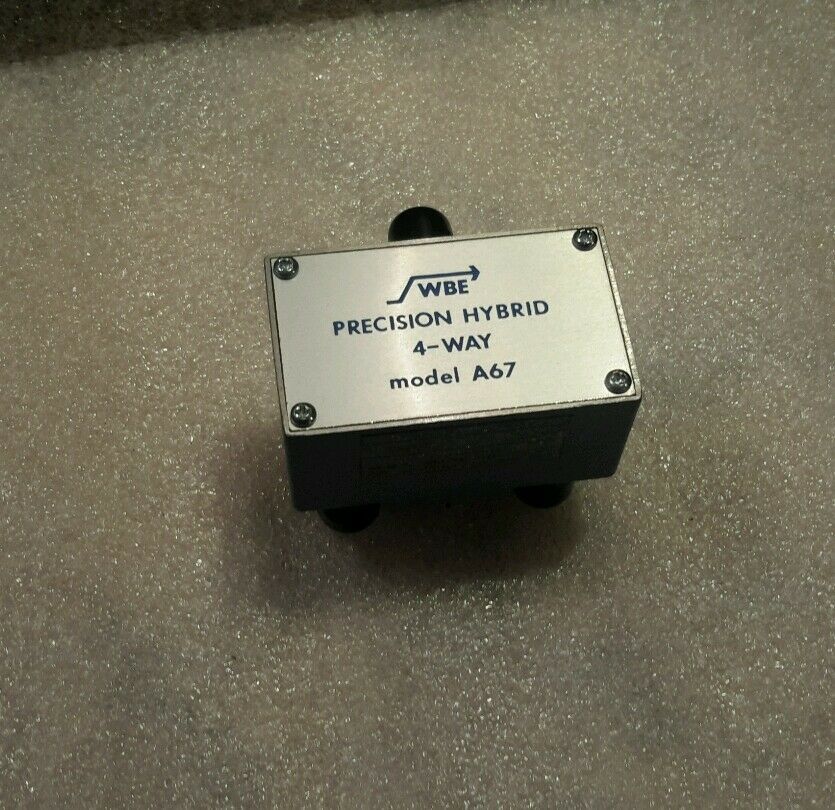 WBE
PRECISION HYBRID
4-WAY
model A67